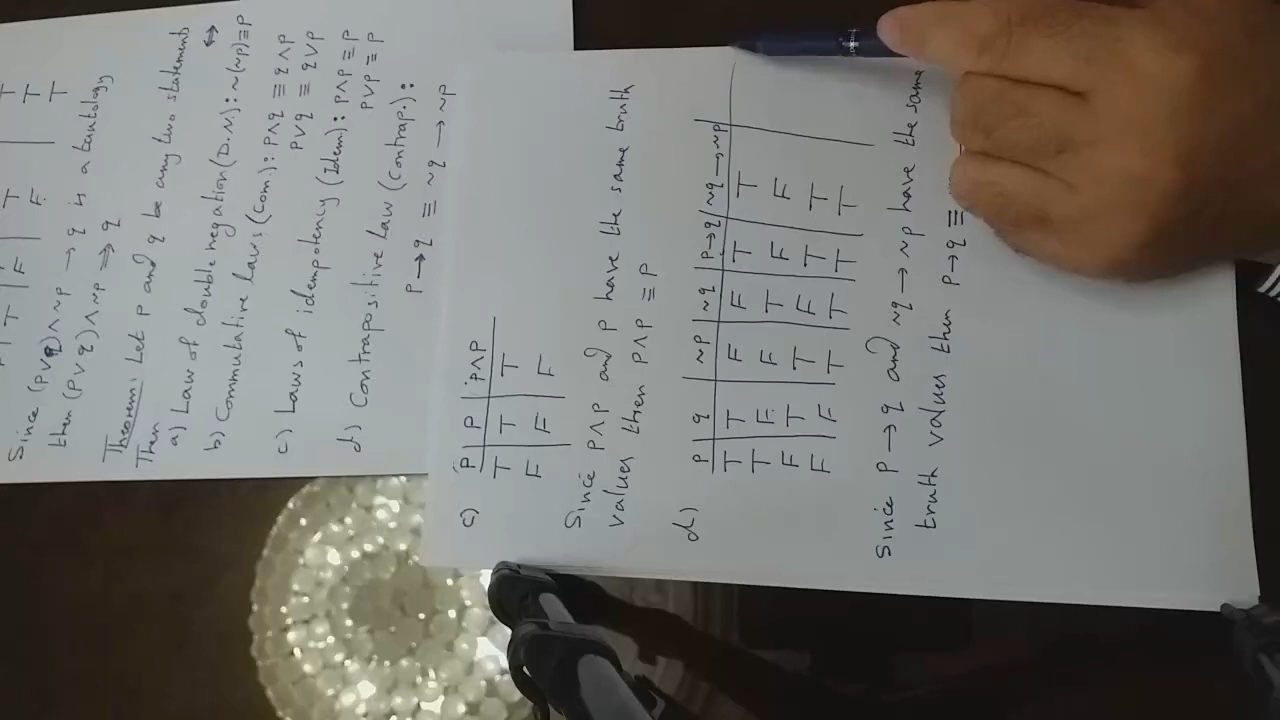 T
T
F
T
T
F
T
T
Since (p∨q)∧~p → q is a tautology
then (p∨q)∧~p ⇒ q
Theorem: Let p and q be any two statements
Then
↔
a) Law of double negation (D.N): ~(~p)≡p
b) Commutative laws (Com): p∧q ≡ q∧p
p∨q ≡ q∨p
c) Laws of idempotency (Idem): p∧p ≡ p
p∨p ≡ p
d) Contrapositive Law (Contrap.):
p→q ≡ ~q → ~p
c) p | p | p∧p
T | T | T
F | F | F
Since p∧p and p have the same truth
values then p∧p ≡ p
d) p | q | ~p | ~q | p→q | ~q→~p
T | T | F | F | T | T
T | F | F | T | F | F
F | T | T | F | T | T
F | F | T | T | T | T
Since p→q and ~q→~p have the same
truth values then p→q ≡